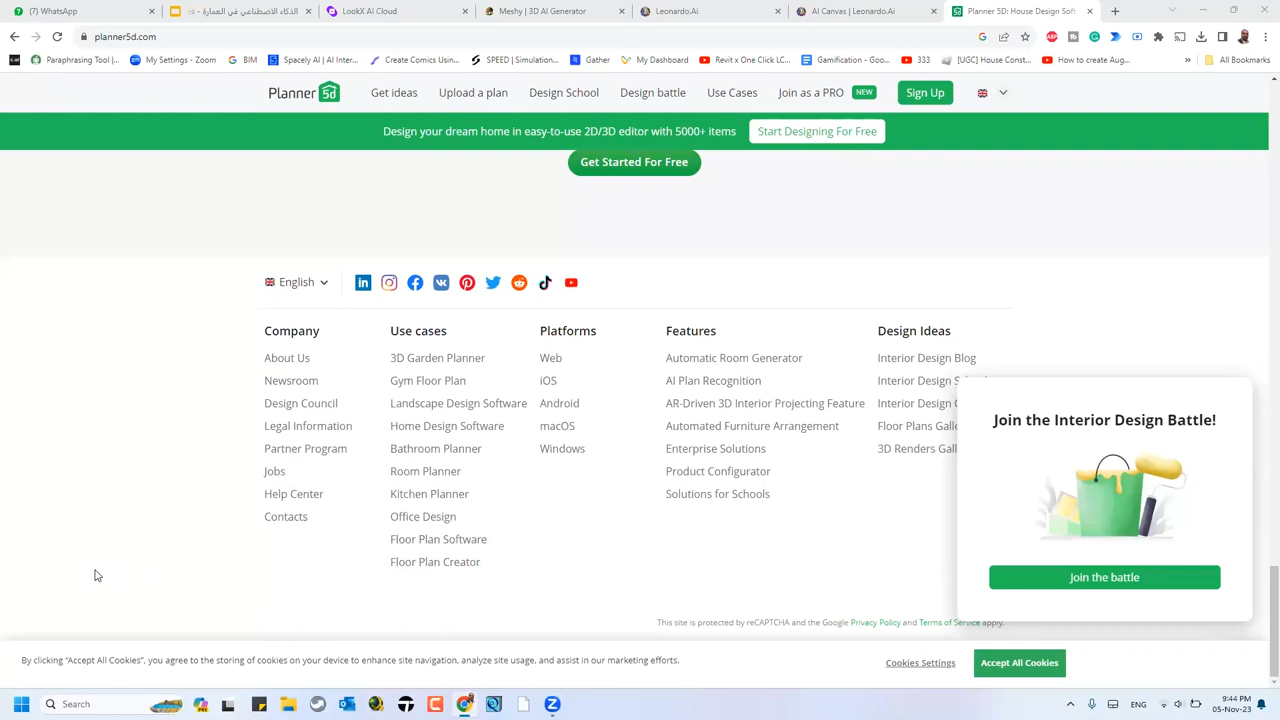 (7) WhatsApp
الذكاء الاصطناعي في العمارة - es
LookX AI Cloud
Meshy | 3D AI Generator
Leonardo.Ai
AI Canvas | Leonardo.Ai
Planner 5D: House Design Soft
planner5d.com
Paraphrasing Tool |
My Settings - Zoom
BIM
Spacely AI | AI Inter...
Create Comics Using...
SPEED | Simulation...
Gather
My Dashboard
Revit x One Click LC...
Gamification - Goo...
333
[UGC] House Const...
How to create Aug...
All Bookmarks
Planner 5d
Get ideas
Upload a plan
Design School
Design battle
Use Cases
Join as a PRO NEW
Sign Up
Design your dream home in easy-to-use 2D/3D editor with 5000+ items
Start Designing For Free
Get Started For Free
English
Company
About Us
Newsroom
Design Council
Legal Information
Partner Program
Jobs
Help Center
Contacts
Use cases
3D Garden Planner
Gym Floor Plan
Landscape Design Software
Home Design Software
Bathroom Planner
Room Planner
Kitchen Planner
Office Design
Floor Plan Software
Floor Plan Creator
Platforms
Web
iOS
Android
macOS
Windows
Features
Automatic Room Generator
AI Plan Recognition
AR-Driven 3D Interior Projecting Feature
Automated Furniture Arrangement
Enterprise Solutions
Product Configurator
Solutions for Schools
Design Ideas
Interior Design Blog
Interior Design
Interior Design
Floor Plans
3D Renders
Join the Interior Design Battle!
Join the battle
This site is protected by reCAPTCHA and the Google Privacy Policy and Terms of Service apply.
By clicking “Accept All Cookies”, you agree to the storing of cookies on your device to enhance site navigation, analyze site usage, and assist in our marketing efforts.
Cookies Settings
Accept All Cookies
Search
ENG
9:44 PM
05-Nov-23